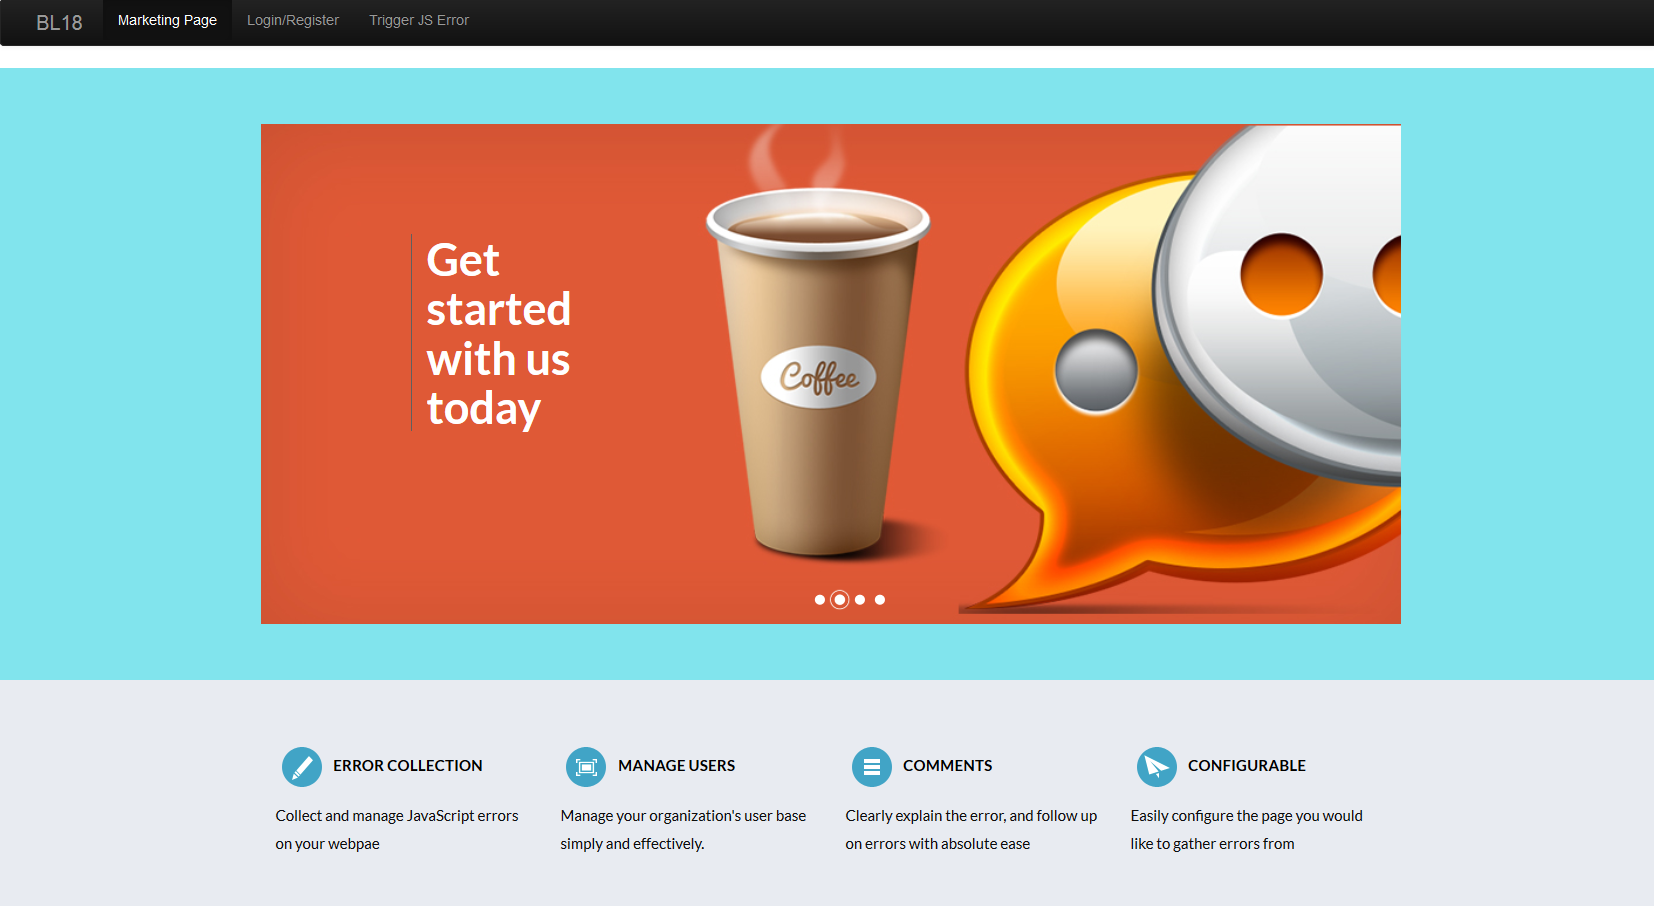 BL18 Marketing Page Login/Register Trigger JS Error
Get
started
with us
today
Coffee
ERROR COLLECTION
Collect and manage JavaScript errors
on your webpae
MANAGE USERS
Manage your organization's user base
simply and effectively.
COMMENTS
Clearly explain the error, and follow up
on errors with absolute ease
CONFIGURABLE
Easily configure the page you would
like to gather errors from